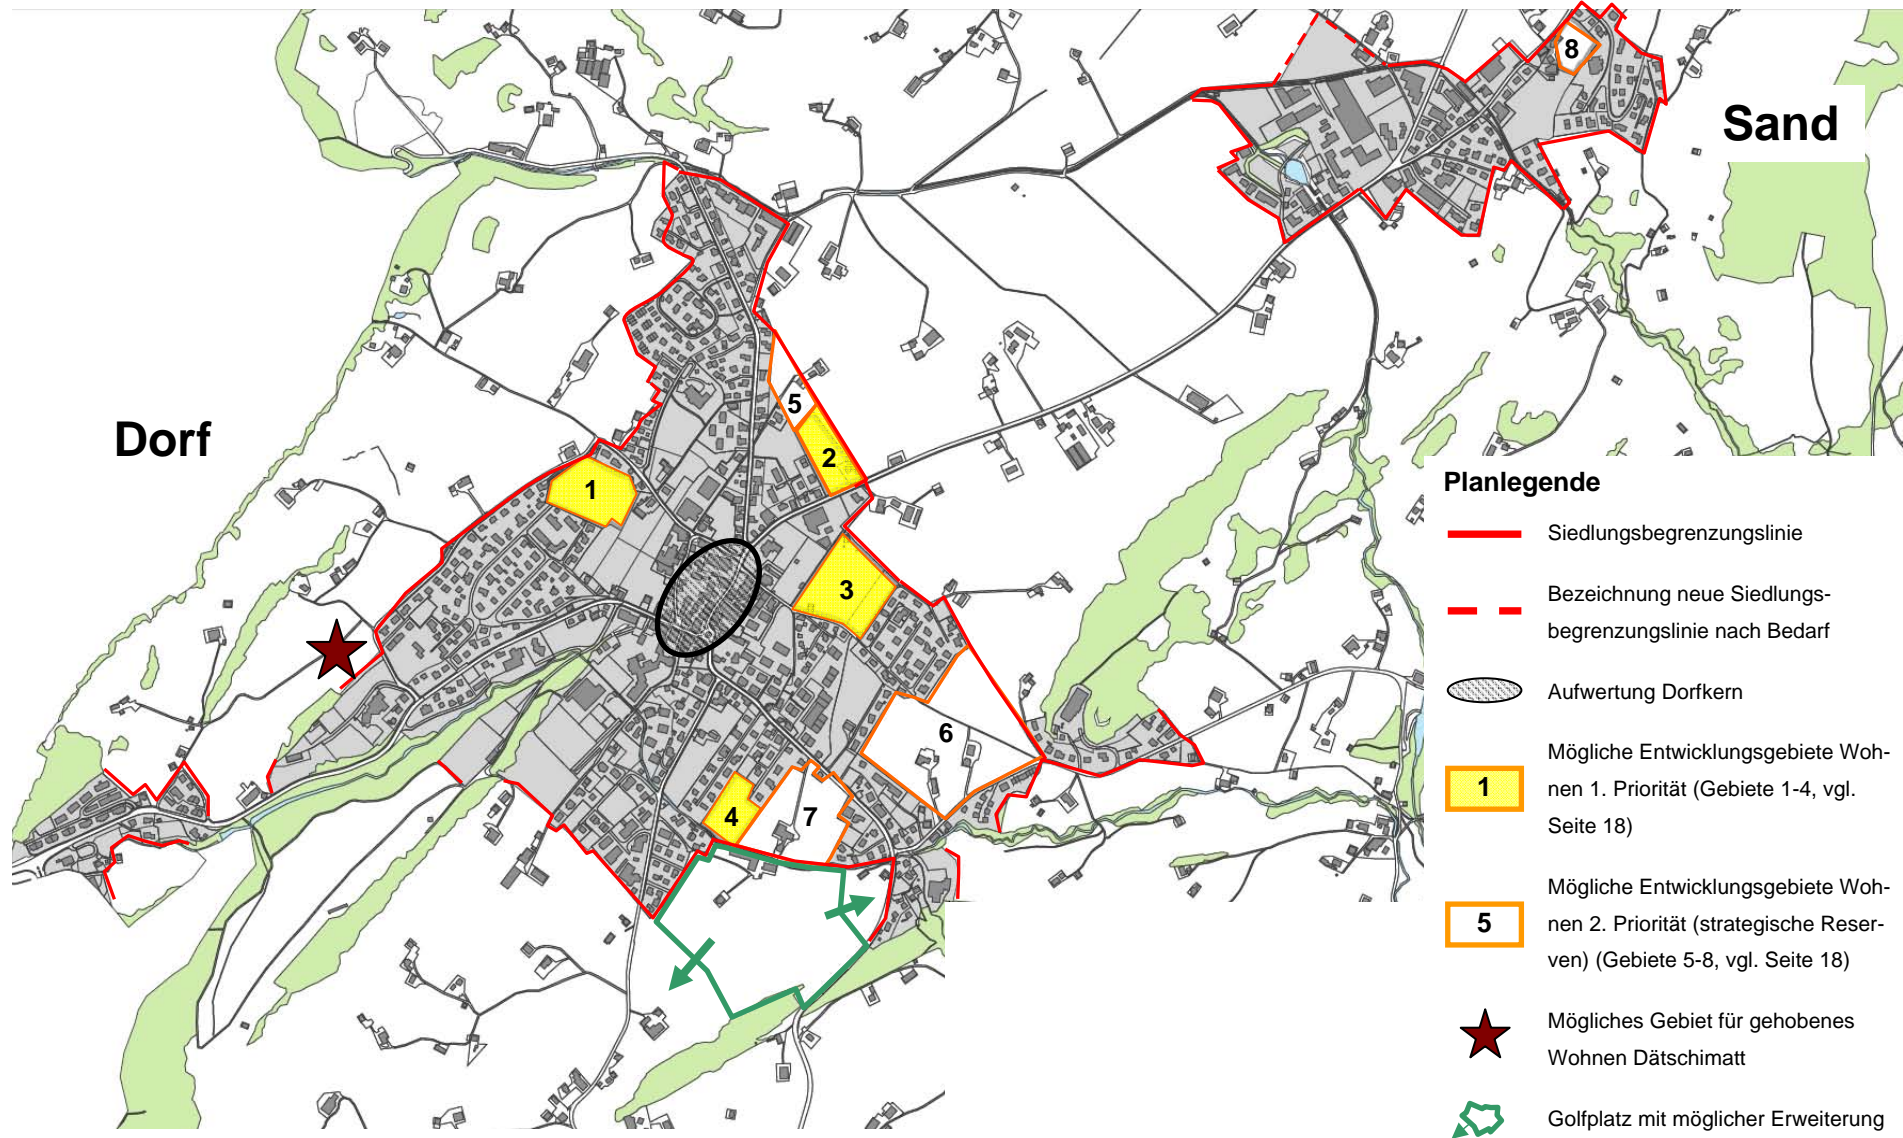 8
Sand
5
Dorf
2
1
3
6
4
7
Planlegende
Siedlungsbegrenzungslinie
Bezeichnung neue Siedlungs-
begrenzungslinie nach Bedarf
Aufwertung Dorfkern
Mögliche Entwicklungsgebiete Woh-
1
nen 1. Priorität (Gebiete 1-4, vgl.
Seite 18)
Mögliche Entwicklungsgebiete Woh-
5
nen 2. Priorität (strategische Reser-
ven) (Gebiete 5-8, vgl. Seite 18)
Mögliches Gebiet für gehobenes
Wohnen Dätschimatt
Golfplatz mit möglicher Erweiterung